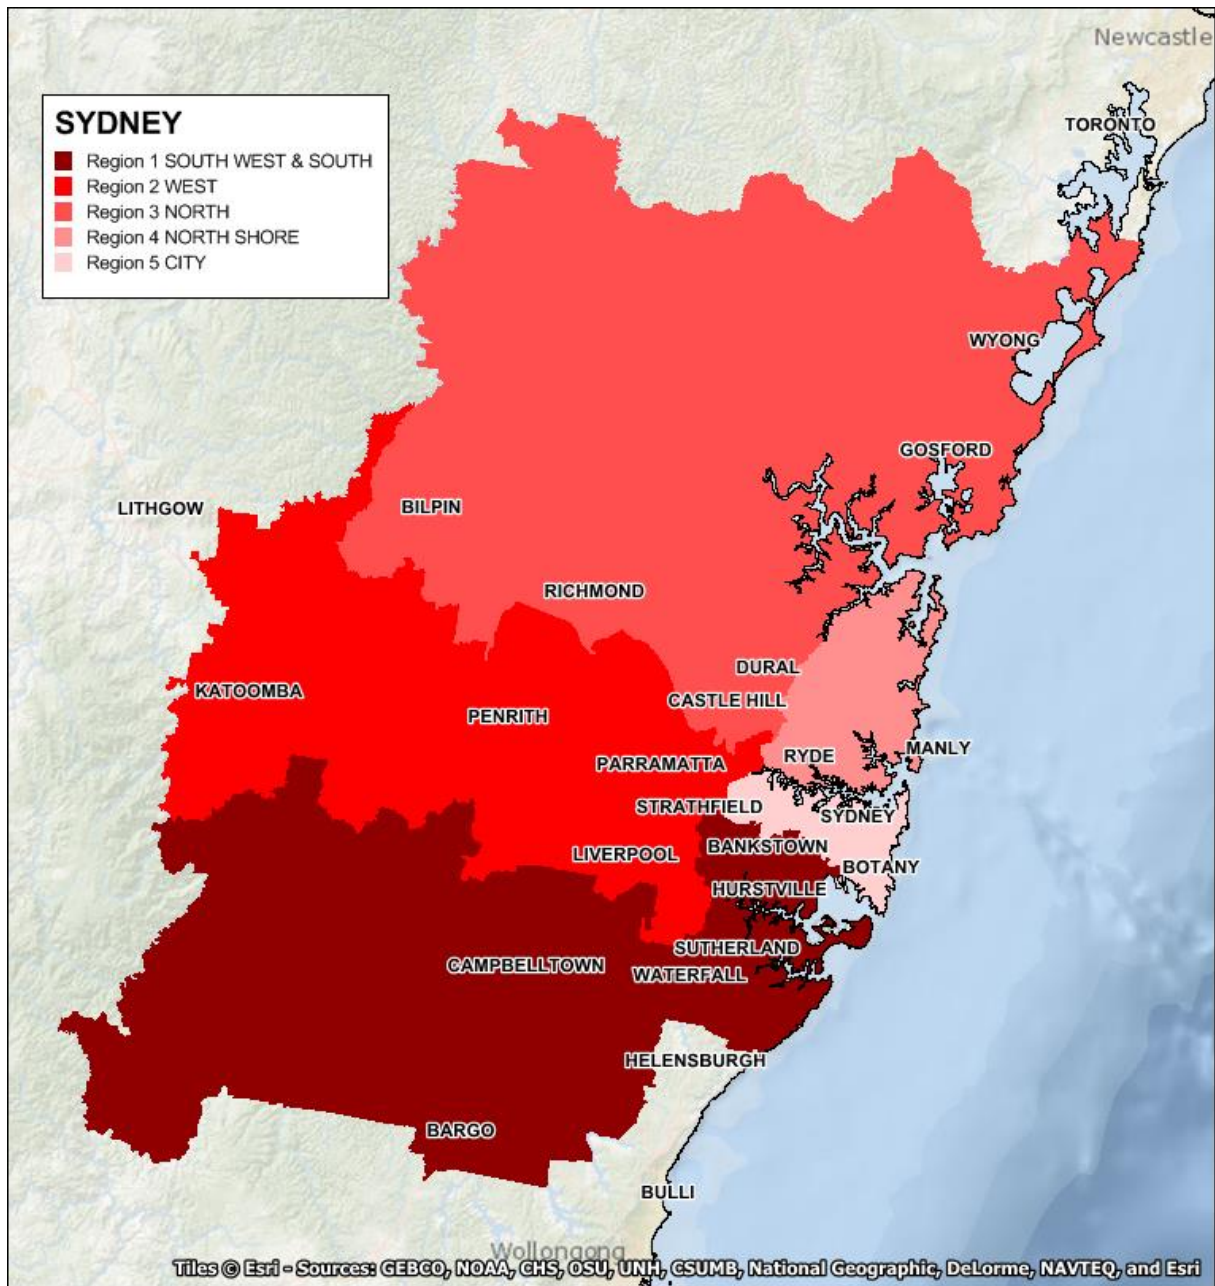 Newcastle
SYDNEY
Region 1 SOUTH WEST & SOUTH
Region 2 WEST
Region 3 NORTH
Region 4 NORTH SHORE
Region 5 CITY
TORONTO
WYONG
GOSFORD
LITHGOW
BILPIN
RICHMOND
DURAL
KATOOMBA
CASTLE HILL
PENRITH
MANLY
RYDE
PARRAMATTA
STRATHFIELD
SYDNEY
BANKSTOWN
LIVERPOOL
BOTANY
HURSTVILLE
SUTHERLAND
CAMPBELLTOWN
WATERFALL
HELENSBURGH
BARGO
BULLI
Wollongong
Tiles © Esri - Sources: GEBCO, NOAA, CHS, OSU, UNH, CSUMB, National Geographic, DeLorme, NAVTEQ, and Esri